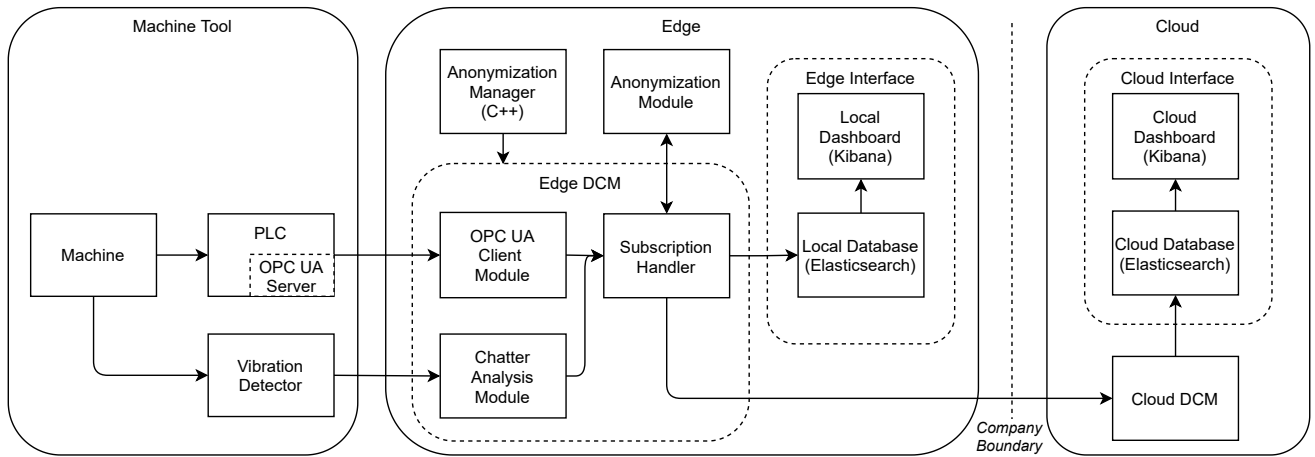 Machine Tool
Machine
PLC
OPC UA
Server
Vibration
Detector
Edge
Anonymization
Manager
(C++)
Anonymization
Module
Edge DCM
OPC UA
Client
Module
Subscription
Handler
Chatter
Analysis
Module
Edge Interface
Local
Dashboard
(Kibana)
Local Database
(Elasticsearch)
Company
Boundary
Cloud
Cloud Interface
Cloud
Dashboard
(Kibana)
Cloud Database
(Elasticsearch)
Cloud DCM